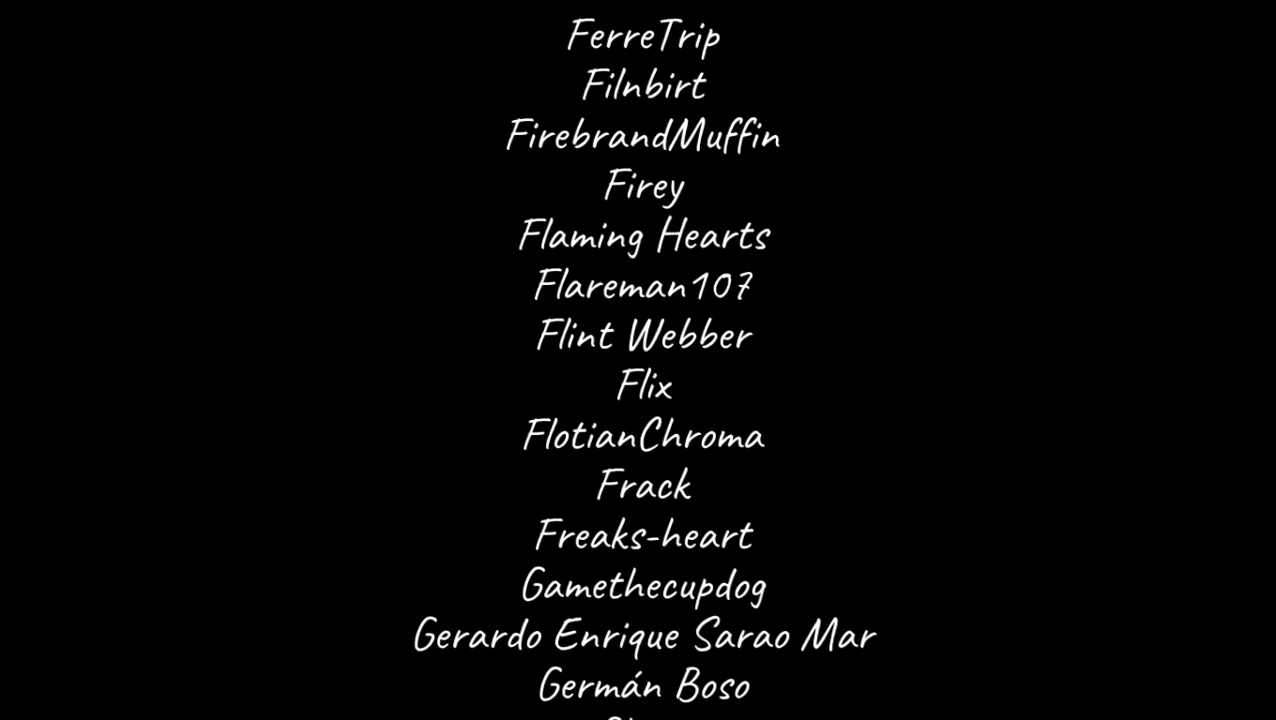 FerreTrip
Filnbirt
FirebrandMuffin
Firey
Flaming Hearts
Flareman107
Flint Webber
Flix
FlotianChroma
Frack
Freaks-heart
Gamethecupdog
Gerardo Enrique Sarao Mar
Germán Boso